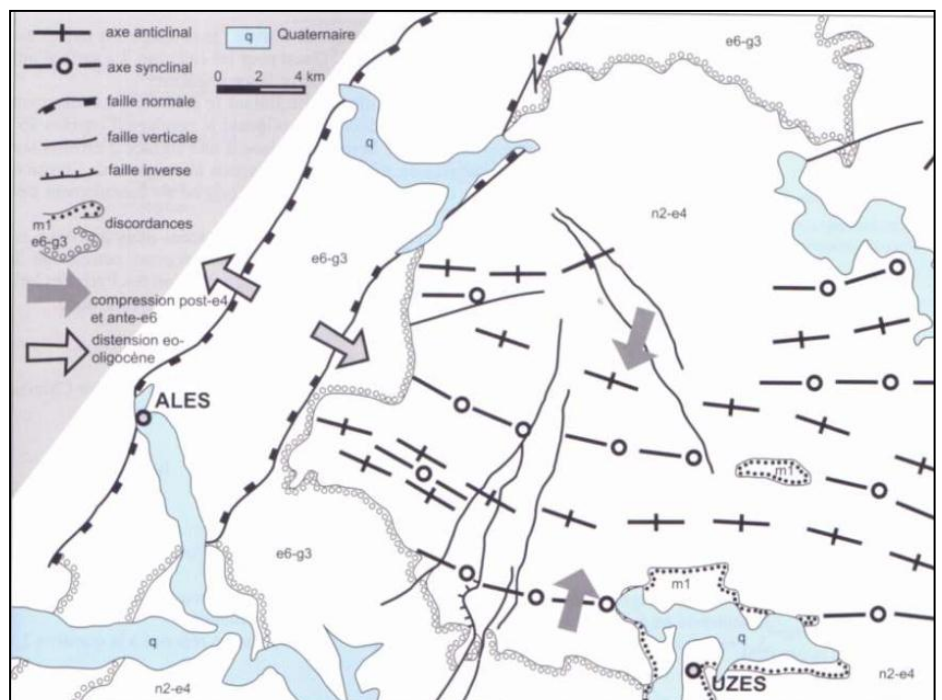 axe anticlinal
q Quaternaire
axe synclinal
0 2 4 km
faille normale
faille verticale
faille inverse
m1
discordances
e6-g3
compression post-e4
et ante-e6
distension eo-
oligocène
e6-g3
q
n2-e4
e6-g3
ALES
m1
e6-g3
m1
q
q
UZES
n2-e4
n2-e4